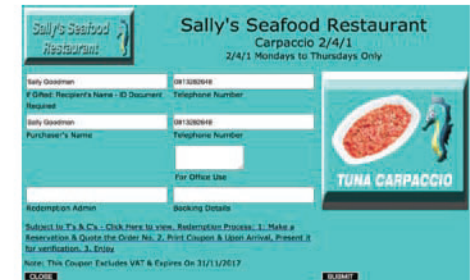 Sally's Seafood
Restaurant
Sally's Seafood Restaurant
Carpaccio 2/4/1
2/4/1 Mondays to Thursdays Only
Sally Goodman
0813282648
If Gifted: Recipient's Name - ID Document Required
Telephone Number
Sally Goodman
0813282648
Purchaser's Name
Telephone Number
For Office Use
TUNA CARPACCIO
Redemption Admin
Booking Details
Subject to T's & C's - Click Here to view. Redemption Process: 1. Make a
Reservation & Quote the Order No. 2. Print Coupon & Upon Arrival, Present it
for verification. 3. Enjoy
Note: This Coupon Excludes VAT & Expires On 31/11/2017
CLOSE
SUBMIT